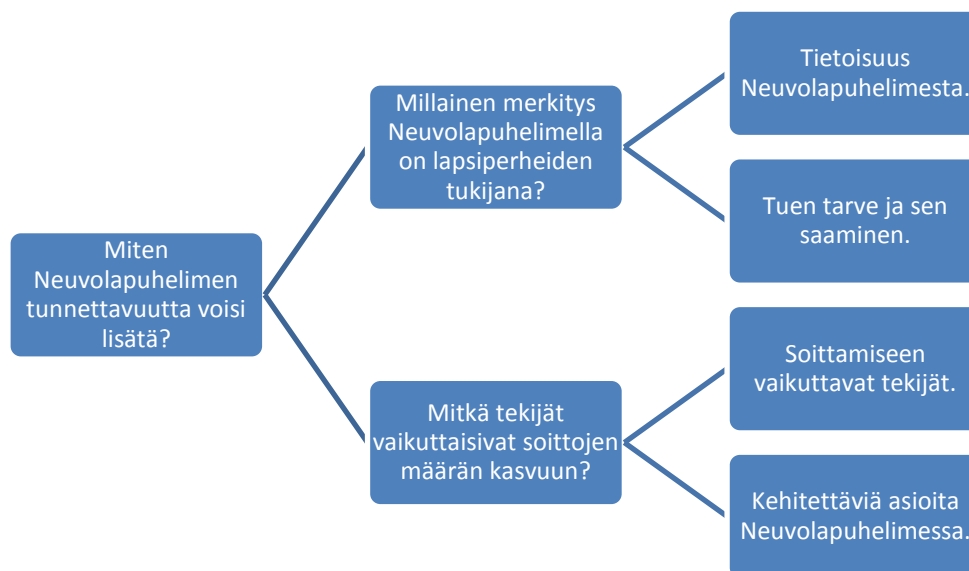 Miten
Neuvolapuhelimen
tunnettavuutta voisi
lisätä?
Millainen merkitys
Neuvolapuhelimella
on lapsiperheiden
tukijana?
Mitkä tekijät
vaikuttaisivat soittojen
määrän kasvuun?
Tietoisuus
Neuvolapuhelimesta.
Tuen tarve ja sen
saaminen.
Soittamiseen
vaikuttavat tekijät.
Kehitettäviä asioita
Neuvolapuhelimessa.